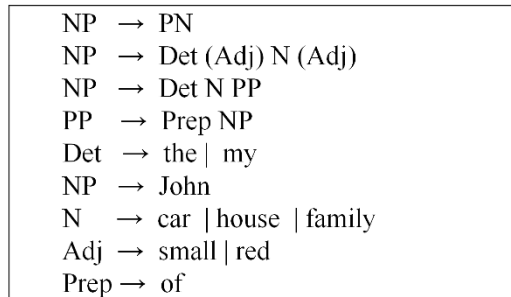 NP → PN
NP → Det (Adj) N (Adj)
NP → Det N PP
PP → Prep NP
Det → the | my
NP → John
N → car | house | family
Adj → small | red
Prep → of